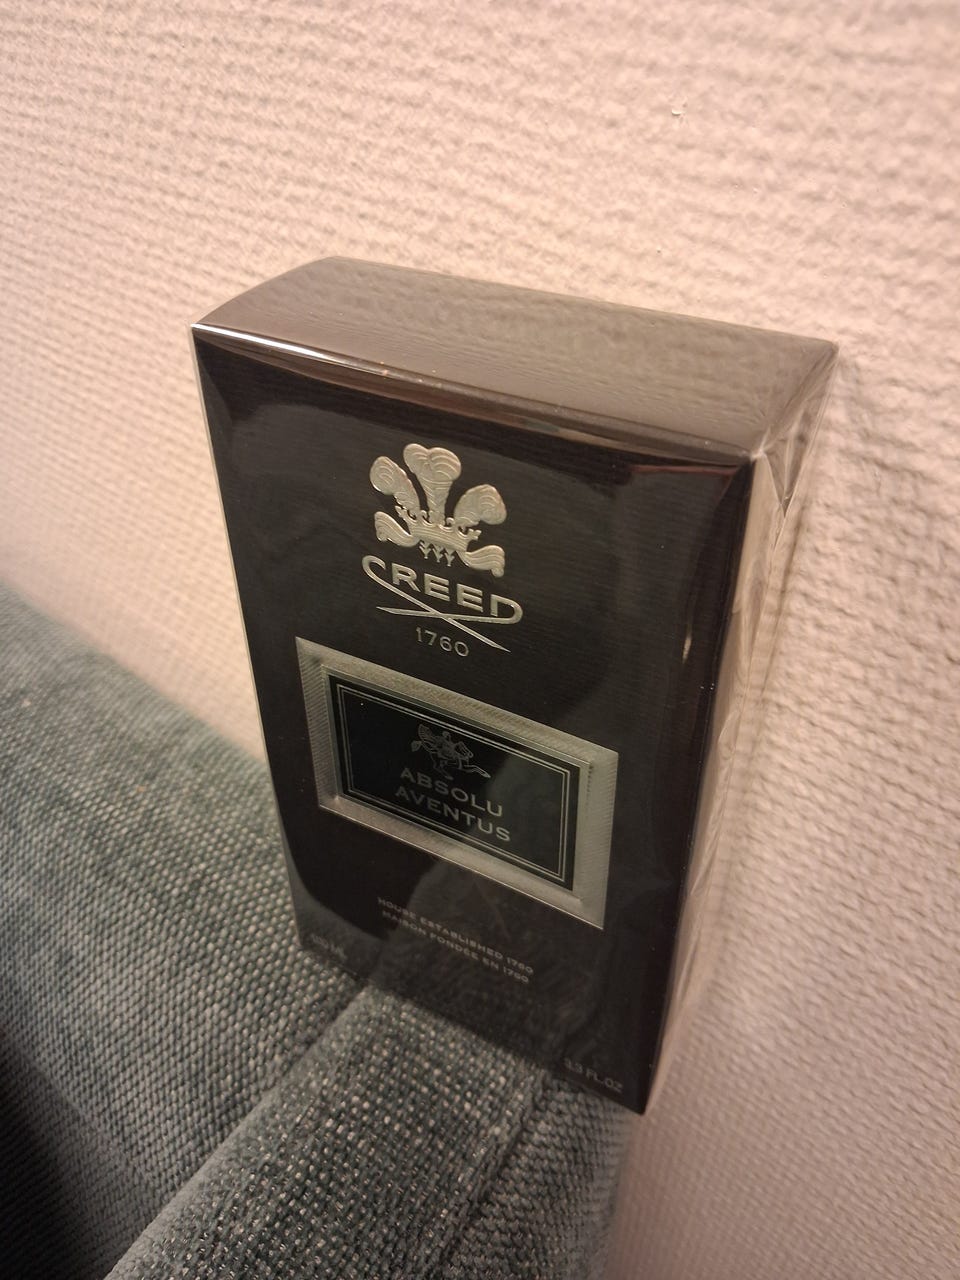 CREED
1760
ABSOLU
AVENTUS
HOUSE ESTABLISHED 1760
MAISON FONDÉE EN 1760
3.3 FL.OZ